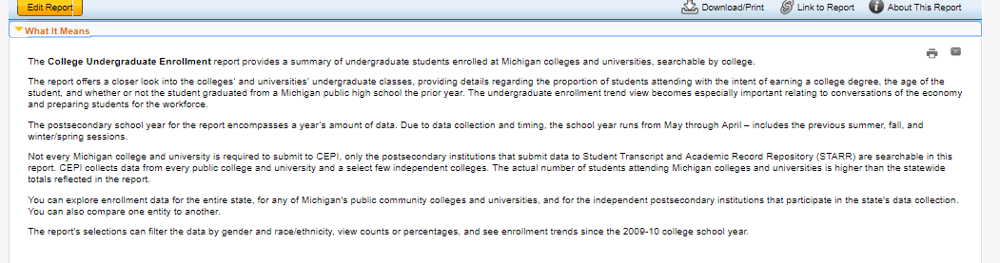 Edit Report
Download/Print
Link to Report
About This Report
What It Means
The College Undergraduate Enrollment report provides a summary of undergraduate students enrolled at Michigan colleges and universities, searchable by college.
The report offers a closer look into the colleges' and universities' undergraduate classes, providing details regarding the proportion of students attending with the intent of earning a college degree, the age of the
student, and whether or not the student graduated from a Michigan public high school the prior year. The undergraduate enrollment trend view becomes especially important relating to conversations of the economy
and preparing students for the workforce.
The postsecondary school year for the report encompasses a year's amount of data. Due to data collection and timing, the school year runs from May through April – includes the previous summer, fall, and
winter/spring sessions.
Not every Michigan college and university is required to submit to CEPI, only the postsecondary institutions that submit data to Student Transcript and Academic Record Repository (STARR) are searchable in this
report. CEPI collects data from every public college and university and a select few independent colleges. The actual number of students attending Michigan colleges and universities is higher than the statewide
totals reflected in the report.
You can explore enrollment data for the entire state, for any of Michigan's public community colleges and universities, and for the independent postsecondary institutions that participate in the state's data collection.
You can also compare one entity to another.
The report's selections can filter the data by gender and race/ethnicity, view counts or percentages, and see enrollment trends since the 2009-10 college school year.